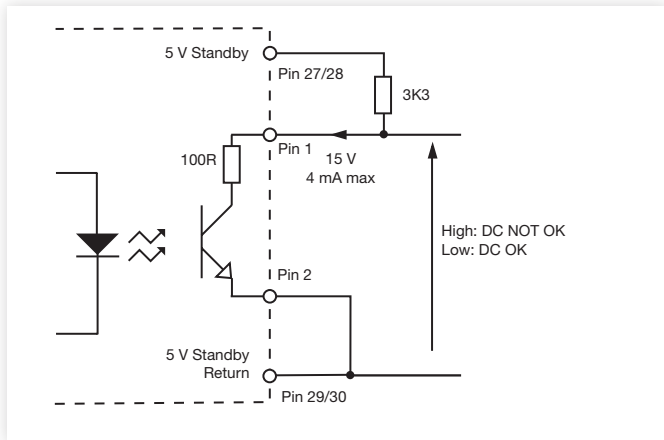 5 V Standby
Pin 27/28
3K3
Pin 1
100R
15 V
4 mA max
High: DC NOT OK
Low: DC OK
Pin 2
5 V Standby
Return
Pin 29/30